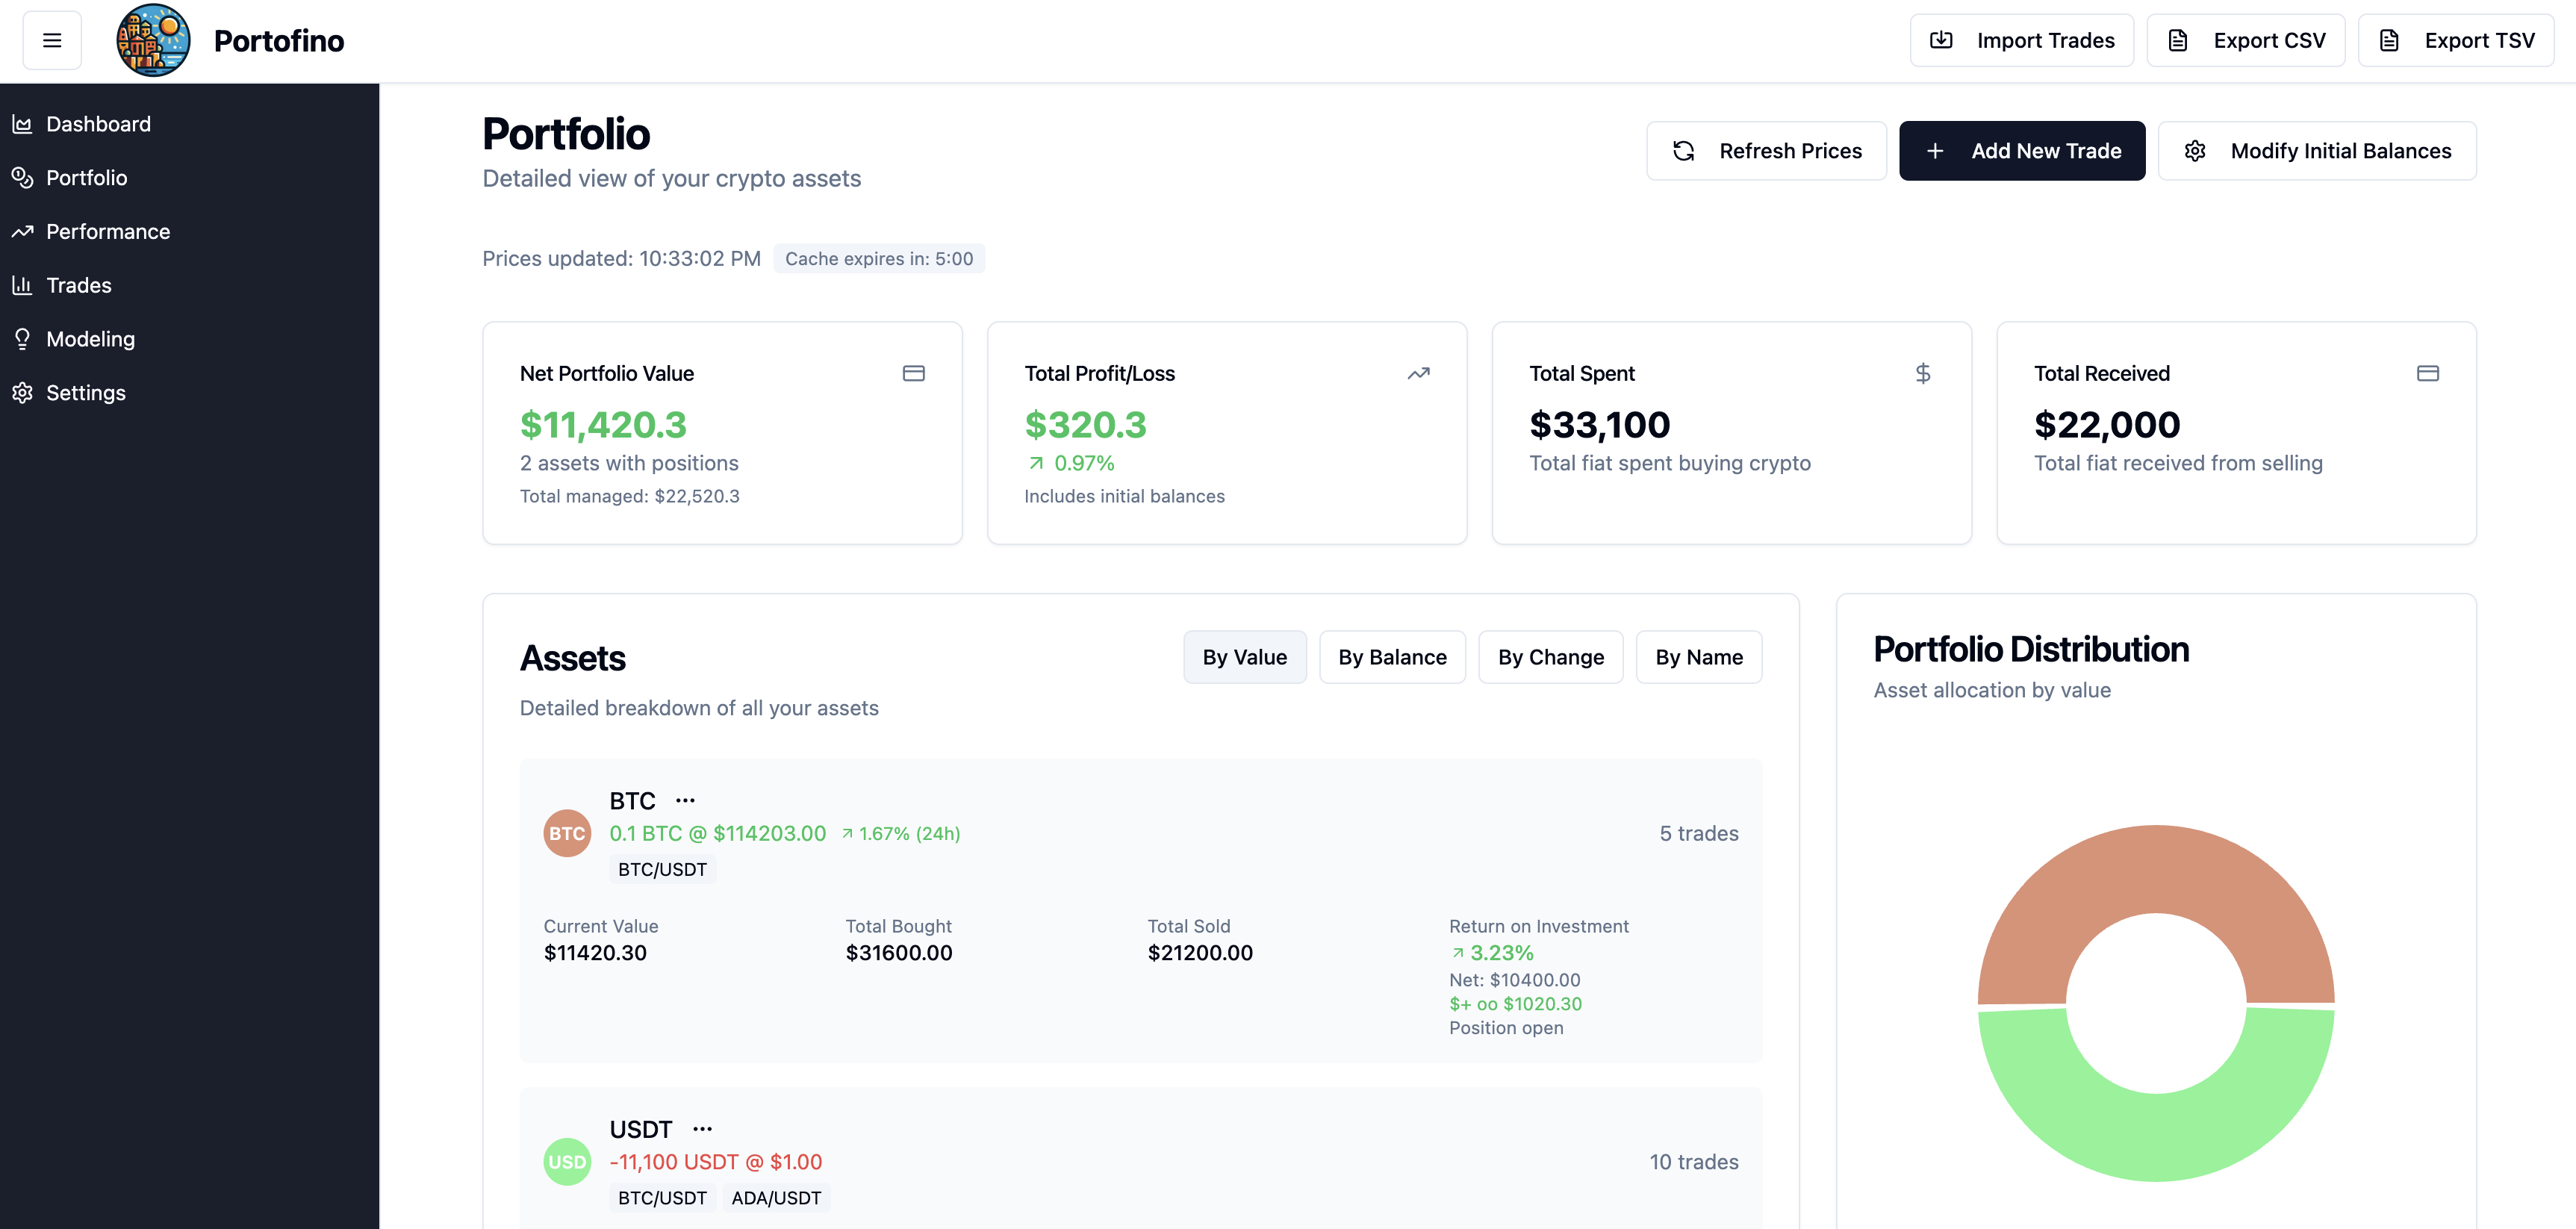 Portofino
Import Trades
Export CSV
Export TSV
Dashboard
Portfolio
Performance
Trades
Modeling
Settings
Portfolio
Detailed view of your crypto assets
Refresh Prices
Add New Trade
Modify Initial Balances
Prices updated: 10:33:02 PM
Cache expires in: 5:00
Net Portfolio Value
$11,420.3
2 assets with positions
Total managed: $22,520.3
Total Profit/Loss
$320.3
0.97%
Includes initial balances
Total Spent
$33,100
Total fiat spent buying crypto
Total Received
$22,000
Total fiat received from selling
Assets
By Value
By Balance
By Change
By Name
Detailed breakdown of all your assets
BTC
BTC ···
0.1 BTC @ $114203.00
1.67% (24h)
BTC/USDT
5 trades
Current Value
$11420.30
Total Bought
$31600.00
Total Sold
$21200.00
Return on Investment
3.23%
Net: $10400.00
$+ oo $1020.30
Position open
USD
USDT ···
-11,100 USDT @ $1.00
BTC/USDT
ADA/USDT
10 trades
Portfolio Distribution
Asset allocation by value